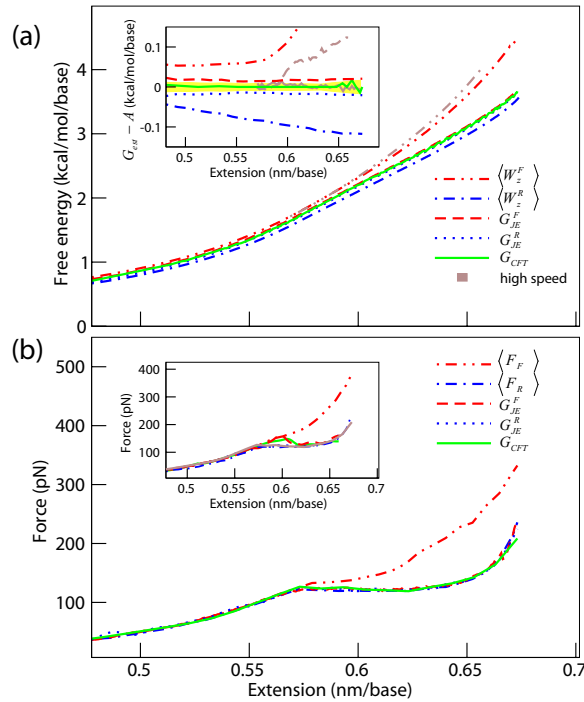 (a)
0.1
0
-0.1
G_est − A (kcal/mol/base)
0.5 0.55 0.6 0.65
Extension (nm/base)
4
3
2
1
0
Free energy (kcal/mol/base)
⟨W_z^F⟩
⟨W_z^R⟩
G_JE^F
G_JE^R
G_CFT
high speed
(b)
500
400
300
200
100
Force (pN)
400
300
200
100
Force (pN)
0.5 0.55 0.6 0.65 0.7
Extension (nm/base)
⟨F_F⟩
⟨F_R⟩
G_JE^F
G_JE^R
G_CFT
0.5 0.55 0.6 0.65 0.7
Extension (nm/base)